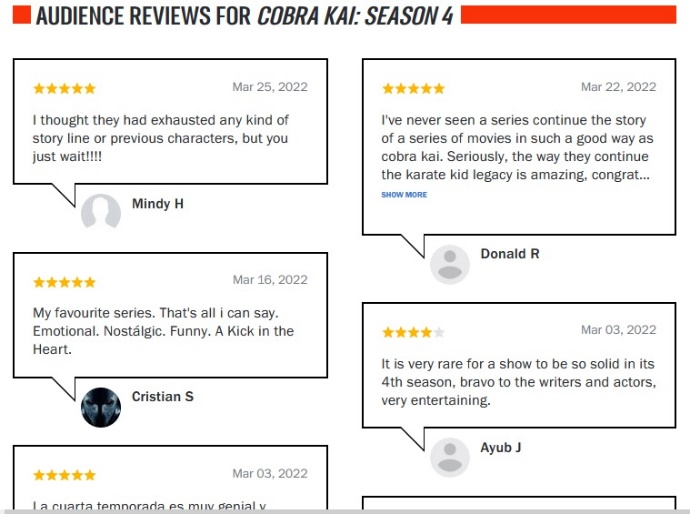 AUDIENCE REVIEWS FOR COBRA KAI: SEASON 4
Mar 25, 2022
I thought they had exhausted any kind of
story line or previous characters, but you
just wait!!!!
Mindy H
Mar 22, 2022
I've never seen a series continue the story
of a series of movies in such a good way as
cobra kai. Seriously, the way they continue
the karate kid legacy is amazing, congrat...
SHOW MORE
Donald R
Mar 16, 2022
My favourite series. That's all i can say.
Emotional. Nostálgic. Funny. A Kick in the
Heart.
Cristian S
Mar 03, 2022
It is very rare for a show to be so solid in its
4th season, bravo to the writers and actors,
very entertaining.
Ayub J
Mar 03, 2022
La cuarta temporada es muy genial y